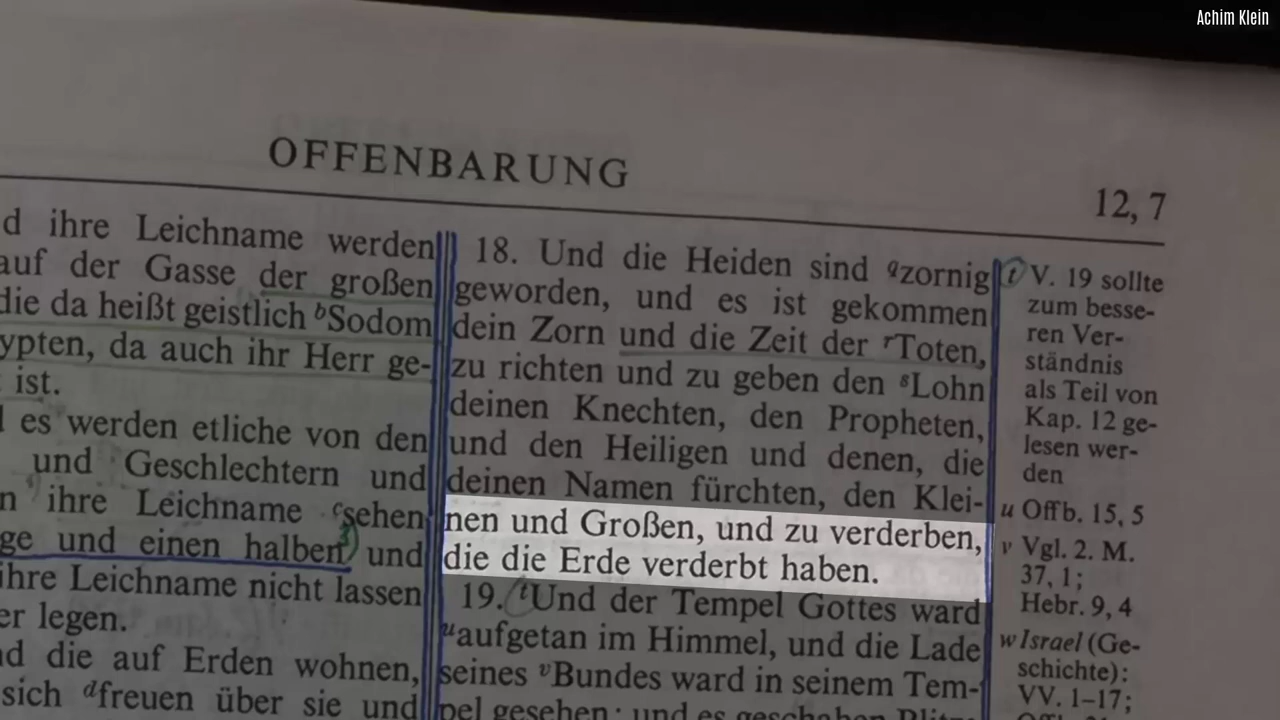 Achim Klein
OFFENBARUNG
12, 7
ihre Leichname werden
auf der Gasse der großen
die da heißt geistlich ᵇSodom
da auch ihr Herr ge-
ist.
es werden etliche von den
und Geschlechtern und
ihre Leichname ᶜsehen
und einen halben und
ihre Leichname nicht lassen
legen.
die auf Erden wohnen,
sich ᵈfreuen über sie und
18. Und die Heiden sind ᑫzornig
geworden, und es ist gekommen
dein Zorn und die Zeit der ʳToten,
zu richten und zu geben den ˢLohn
deinen Knechten, den Propheten,
und den Heiligen und denen, die
deinen Namen fürchten, den Klei-
nen und Großen, und zu verderben,
die die Erde verderbt haben.
19. ᵗUnd der Tempel Gottes ward
ᵘaufgetan im Himmel, und die Lade
seines ᵛBundes ward in seinem Tem-
pel gesehen; und es geschahen Blitze
t V. 19 sollte
zum besse-
ren Ver-
ständnis
als Teil von
Kap. 12 ge-
lesen wer-
den
u Offb. 15, 5
v Vgl. 2. M.
37, 1;
Hebr. 9, 4
w Israel (Ge-
schichte):
VV. 1–17;